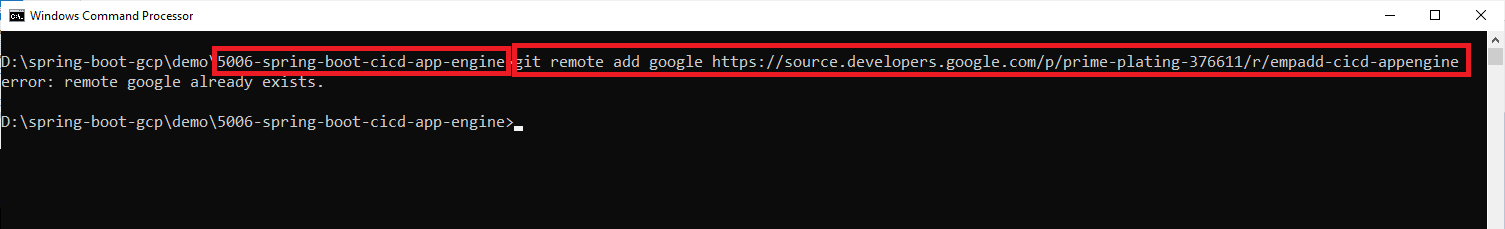 Windows Command Processor
D:\spring-boot-gcp\demo\5006-spring-boot-cicd-app-engine>git remote add google https://source.developers.google.com/p/prime-plating-376611/r/empadd-cicd-appengine
error: remote google already exists.
D:\spring-boot-gcp\demo\5006-spring-boot-cicd-app-engine>